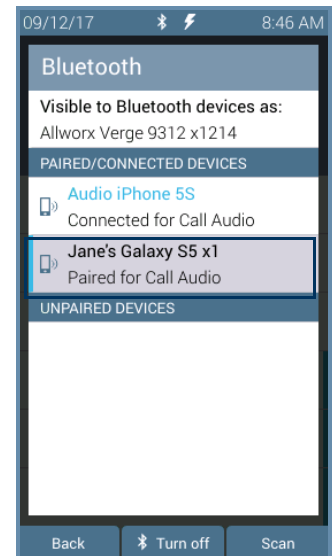 09/12/17 8:46 AM
Bluetooth
Visible to Bluetooth devices as:
Allworx Verge 9312 x1214
PAIRED/CONNECTED DEVICES
Audio iPhone 5S
Connected for Call Audio
Jane's Galaxy S5 x1
Paired for Call Audio
UNPAIRED DEVICES
Back Turn off Scan